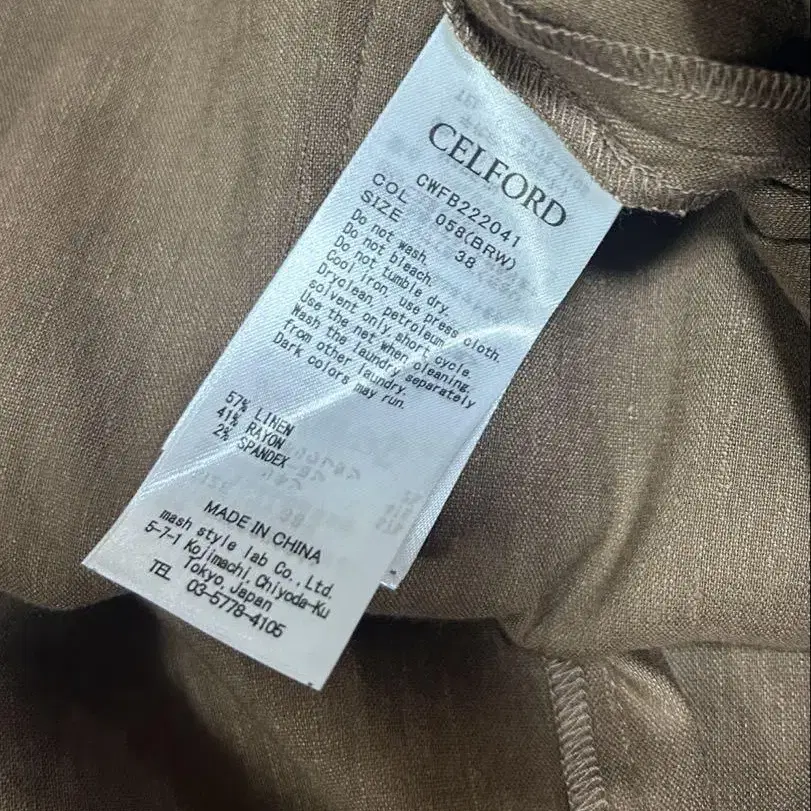 CELFORD
CWFB222041
COL 058(BRW)
SIZE 38
Do not wash.
Do not bleach.
Do not tumble dry.
Cool iron, use press cloth.
Dryclean, petroleum
solvent only short cycle.
Use the net when cleaning.
Wash the laundry separately
from other laundry.
Dark colors may run.
57% LINEN
41% RAYON
2% SPANDEX
MADE IN CHINA
mash style lab Co.,Ltd.
5-7-1 Kojimachi,Chiyoda-Ku
Tokyo,Japan
TEL 03-5778-4105